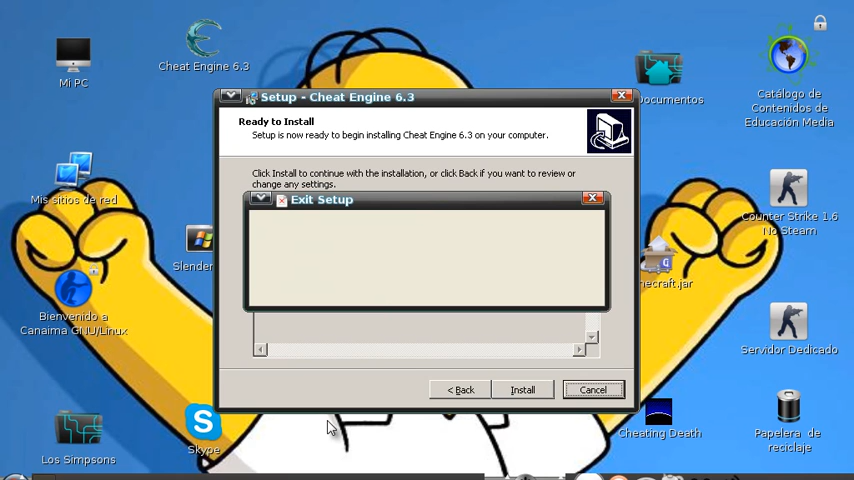 Mi PC
Cheat Engine 6.3
Documentos
Catálogo de
Contenidos de
Educación Media
Setup - Cheat Engine 6.3
Ready to Install
Setup is now ready to begin installing Cheat Engine 6.3 on your computer.
Click Install to continue with the installation, or click Back if you want to review or
change any settings.
Exit Setup
Mis sitios de red
Slender
Counter Strike 1.6
No Steam
necraft.jar
Bienvenido a
Canaima GNU/Linux
Servidor Dedicado
< Back
Install
Cancel
Los Simpsons
Skype
Cheating Death
Papelera de
reciclaje